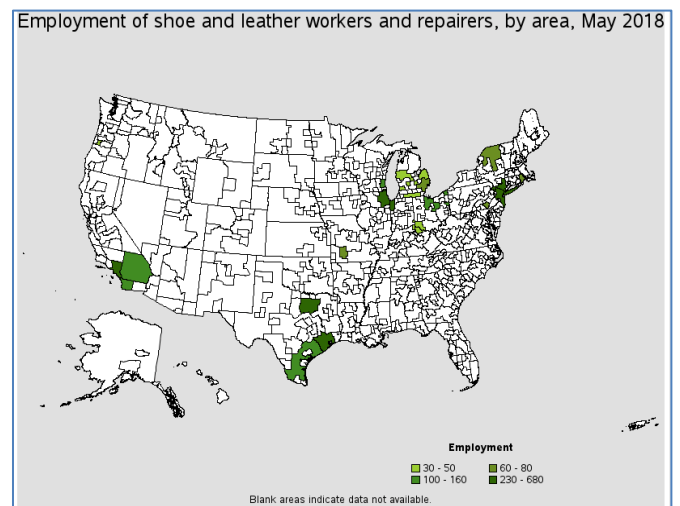 Employment of shoe and leather workers and repairers, by area, May 2018
Employment
30 - 50 60 - 80
100 - 160 230 - 680
Blank areas indicate data not available.